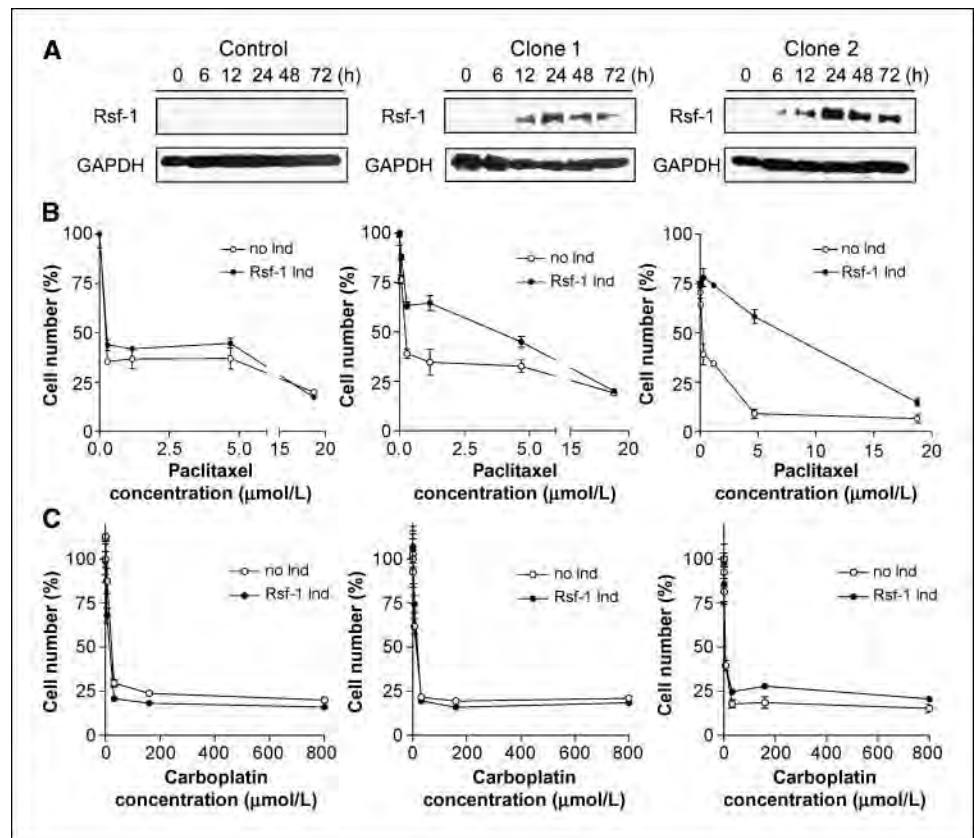 A
Control
Clone 1
Clone 2
0 6 12 24 48 72 (h)
0 6 12 24 48 72 (h)
0 6 12 24 48 72 (h)
Rsf-1
Rsf-1
Rsf-1
GAPDH
GAPDH
GAPDH
B
Cell number (%)
100
75
50
25
0
no Ind
Rsf-1 Ind
0.0 2.5 5.0 15 20
Paclitaxel
concentration (μmol/L)
Cell number (%)
100
75
50
25
0
no Ind
Rsf-1 Ind
0.0 2.5 5.0 15 20
Paclitaxel
concentration (μmol/L)
Cell number (%)
100
75
50
25
0
no Ind
Rsf-1 Ind
0 5 10 15 20
Paclitaxel
concentration (μmol/L)
C
Cell number (%)
100
75
50
25
0
no Ind
Rsf-1 Ind
0 200 400 600 800
Carboplatin
concentration (μmol/L)
Cell number (%)
100
75
50
25
0
no Ind
Rsf-1 Ind
0 200 400 600 800
Carboplatin
concentration (μmol/L)
Cell number (%)
100
75
50
25
0
no Ind
Rsf-1 Ind
0 200 400 600 800
Carboplatin
concentration (μmol/L)